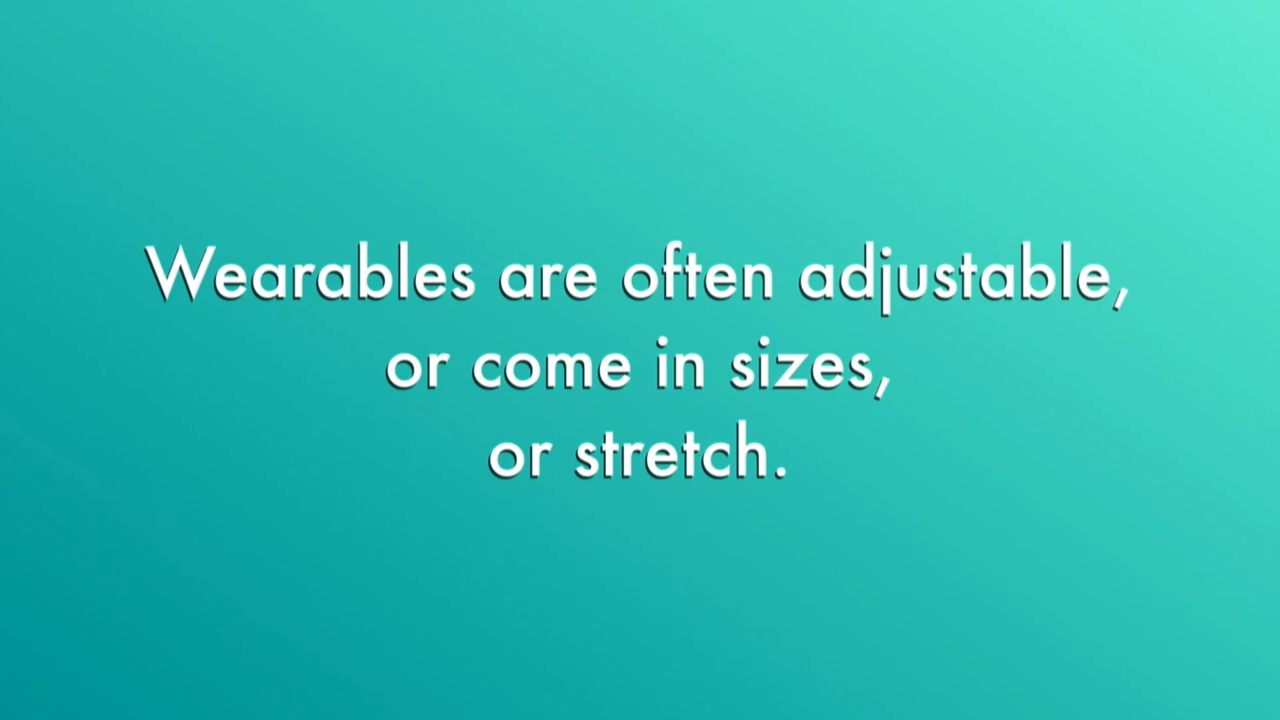 Wearables are often adjustable,
or come in sizes,
or stretch.